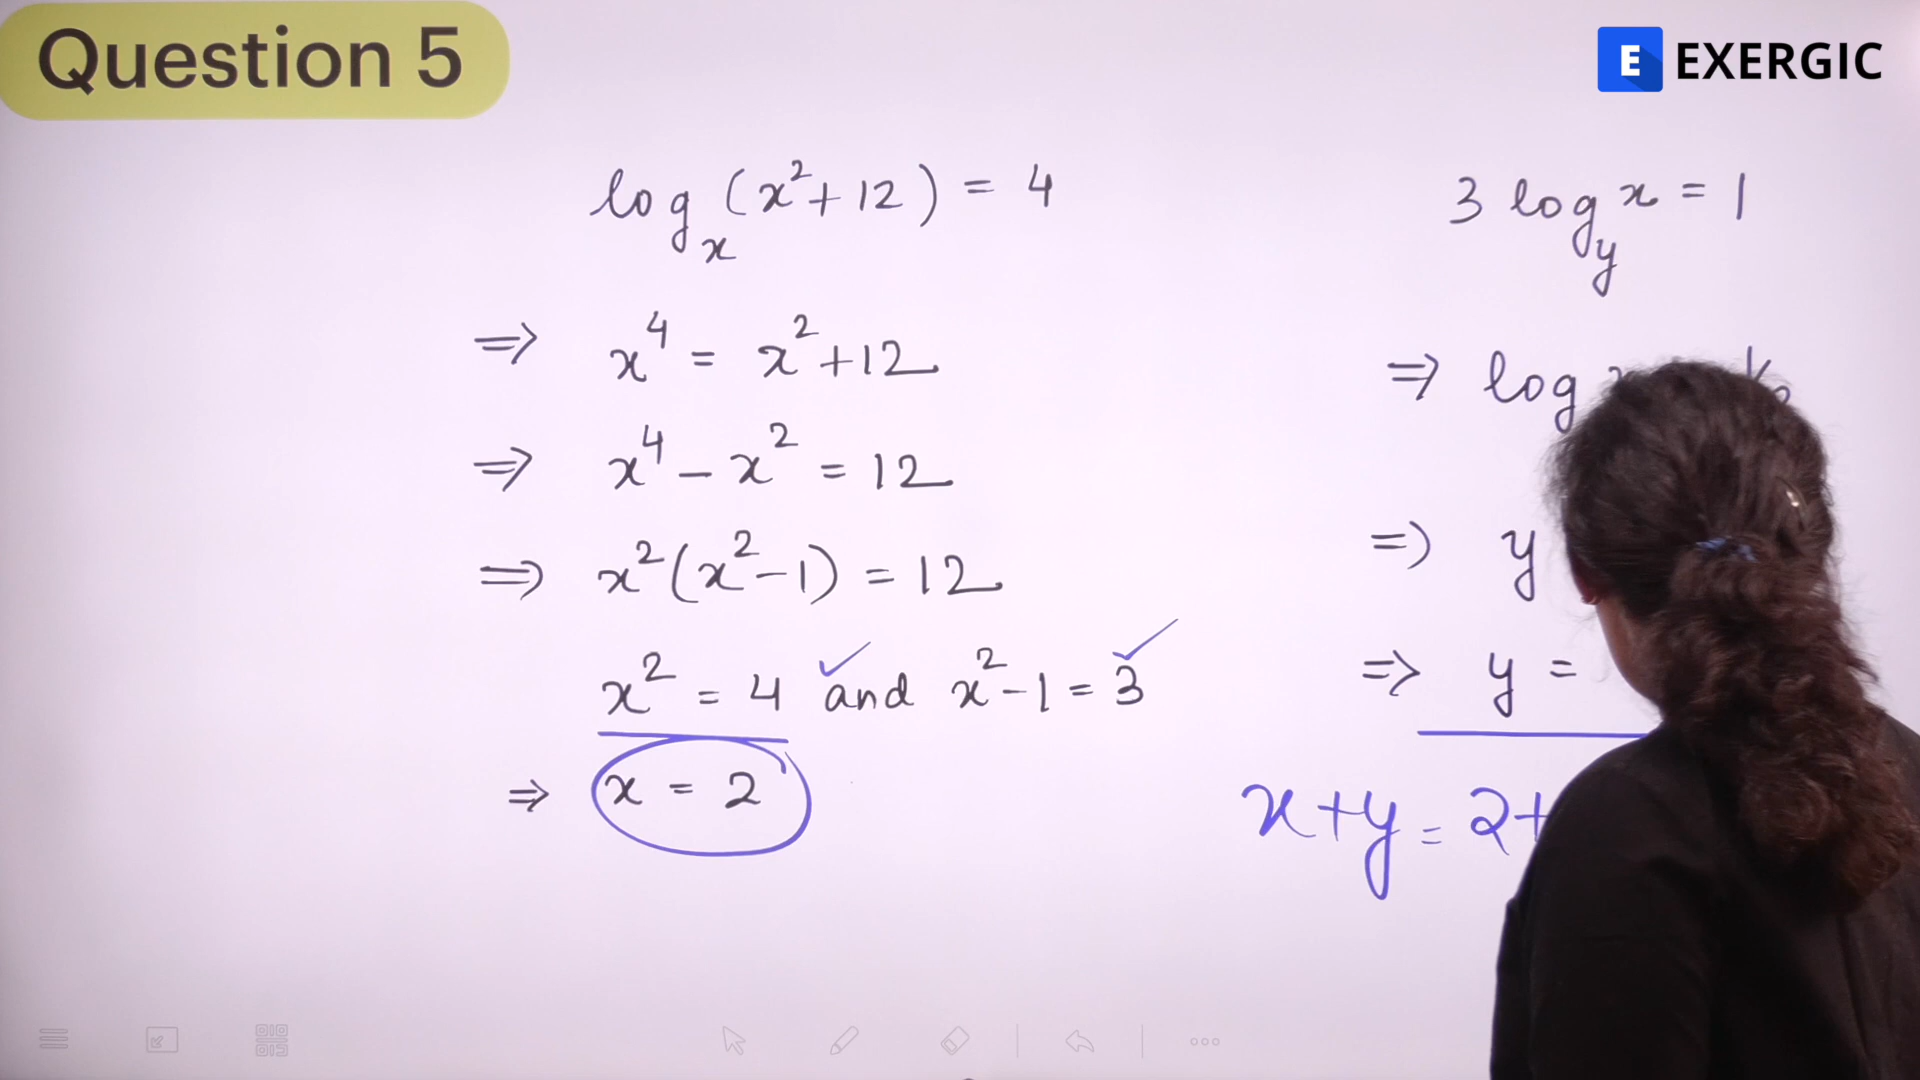 Question 5
E EXERGIC
log_x (x²+12) = 4
⇒ x⁴ = x²+12
⇒ x⁴ - x² = 12
⇒ x²(x²-1) = 12
x² = 4 and x²-1 = 3
⇒ x = 2
3 log_y x = 1
⇒ log
⇒ y
⇒ y =
x+y = 2+